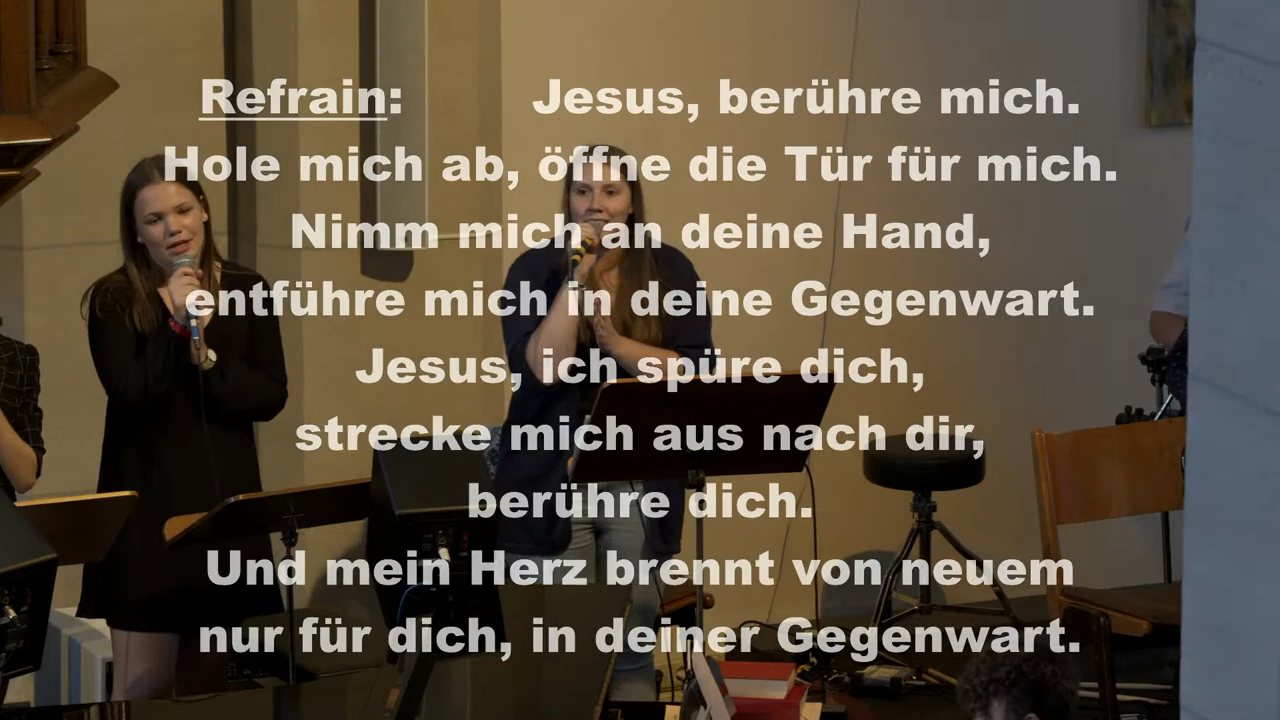 Refrain: Jesus, berühre mich.
Hole mich ab, öffne die Tür für mich.
Nimm mich an deine Hand,
entführe mich in deine Gegenwart.
Jesus, ich spüre dich,
strecke mich aus nach dir,
berühre dich.
Und mein Herz brennt von neuem
nur für dich, in deiner Gegenwart.